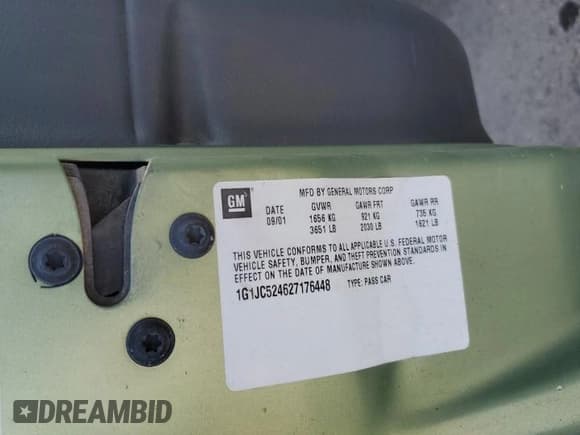 GM
MFD BY GENERAL MOTORS CORP
DATE GVWR GAWR FRT GAWR RR
09/01 1656 KG 921 KG 735 KG
3651 LB 2030 LB 1621 LB
THIS VEHICLE CONFORMS TO ALL APPLICABLE U.S. FEDERAL MOTOR
VEHICLE SAFETY, BUMPER, AND THEFT PREVENTION STANDARDS IN
EFFECT ON THE DATE OF MANUFACTURE SHOWN ABOVE.
1G1JC524627176448 TYPE: PASS CAR
DREAMBID